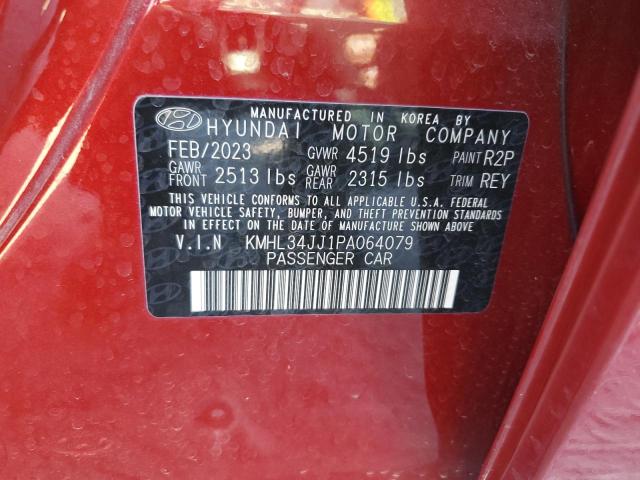 MANUFACTURED IN KOREA BY
HYUNDAI MOTOR COMPANY
FEB/2023 GVWR 4519 lbs PAINT R2P
GAWR FRONT 2513 lbs GAWR REAR 2315 lbs TRIM REY
THIS VEHICLE CONFORMS TO ALL APPLICABLE U.S.A. FEDERAL
MOTOR VEHICLE SAFETY, BUMPER, AND THEFT PREVENTION STANDARDS
IN EFFECT ON THE DATE OF MANUFACTURE SHOWN ABOVE.
V.I.N KMHL34JJ1PA064079
PASSENGER CAR